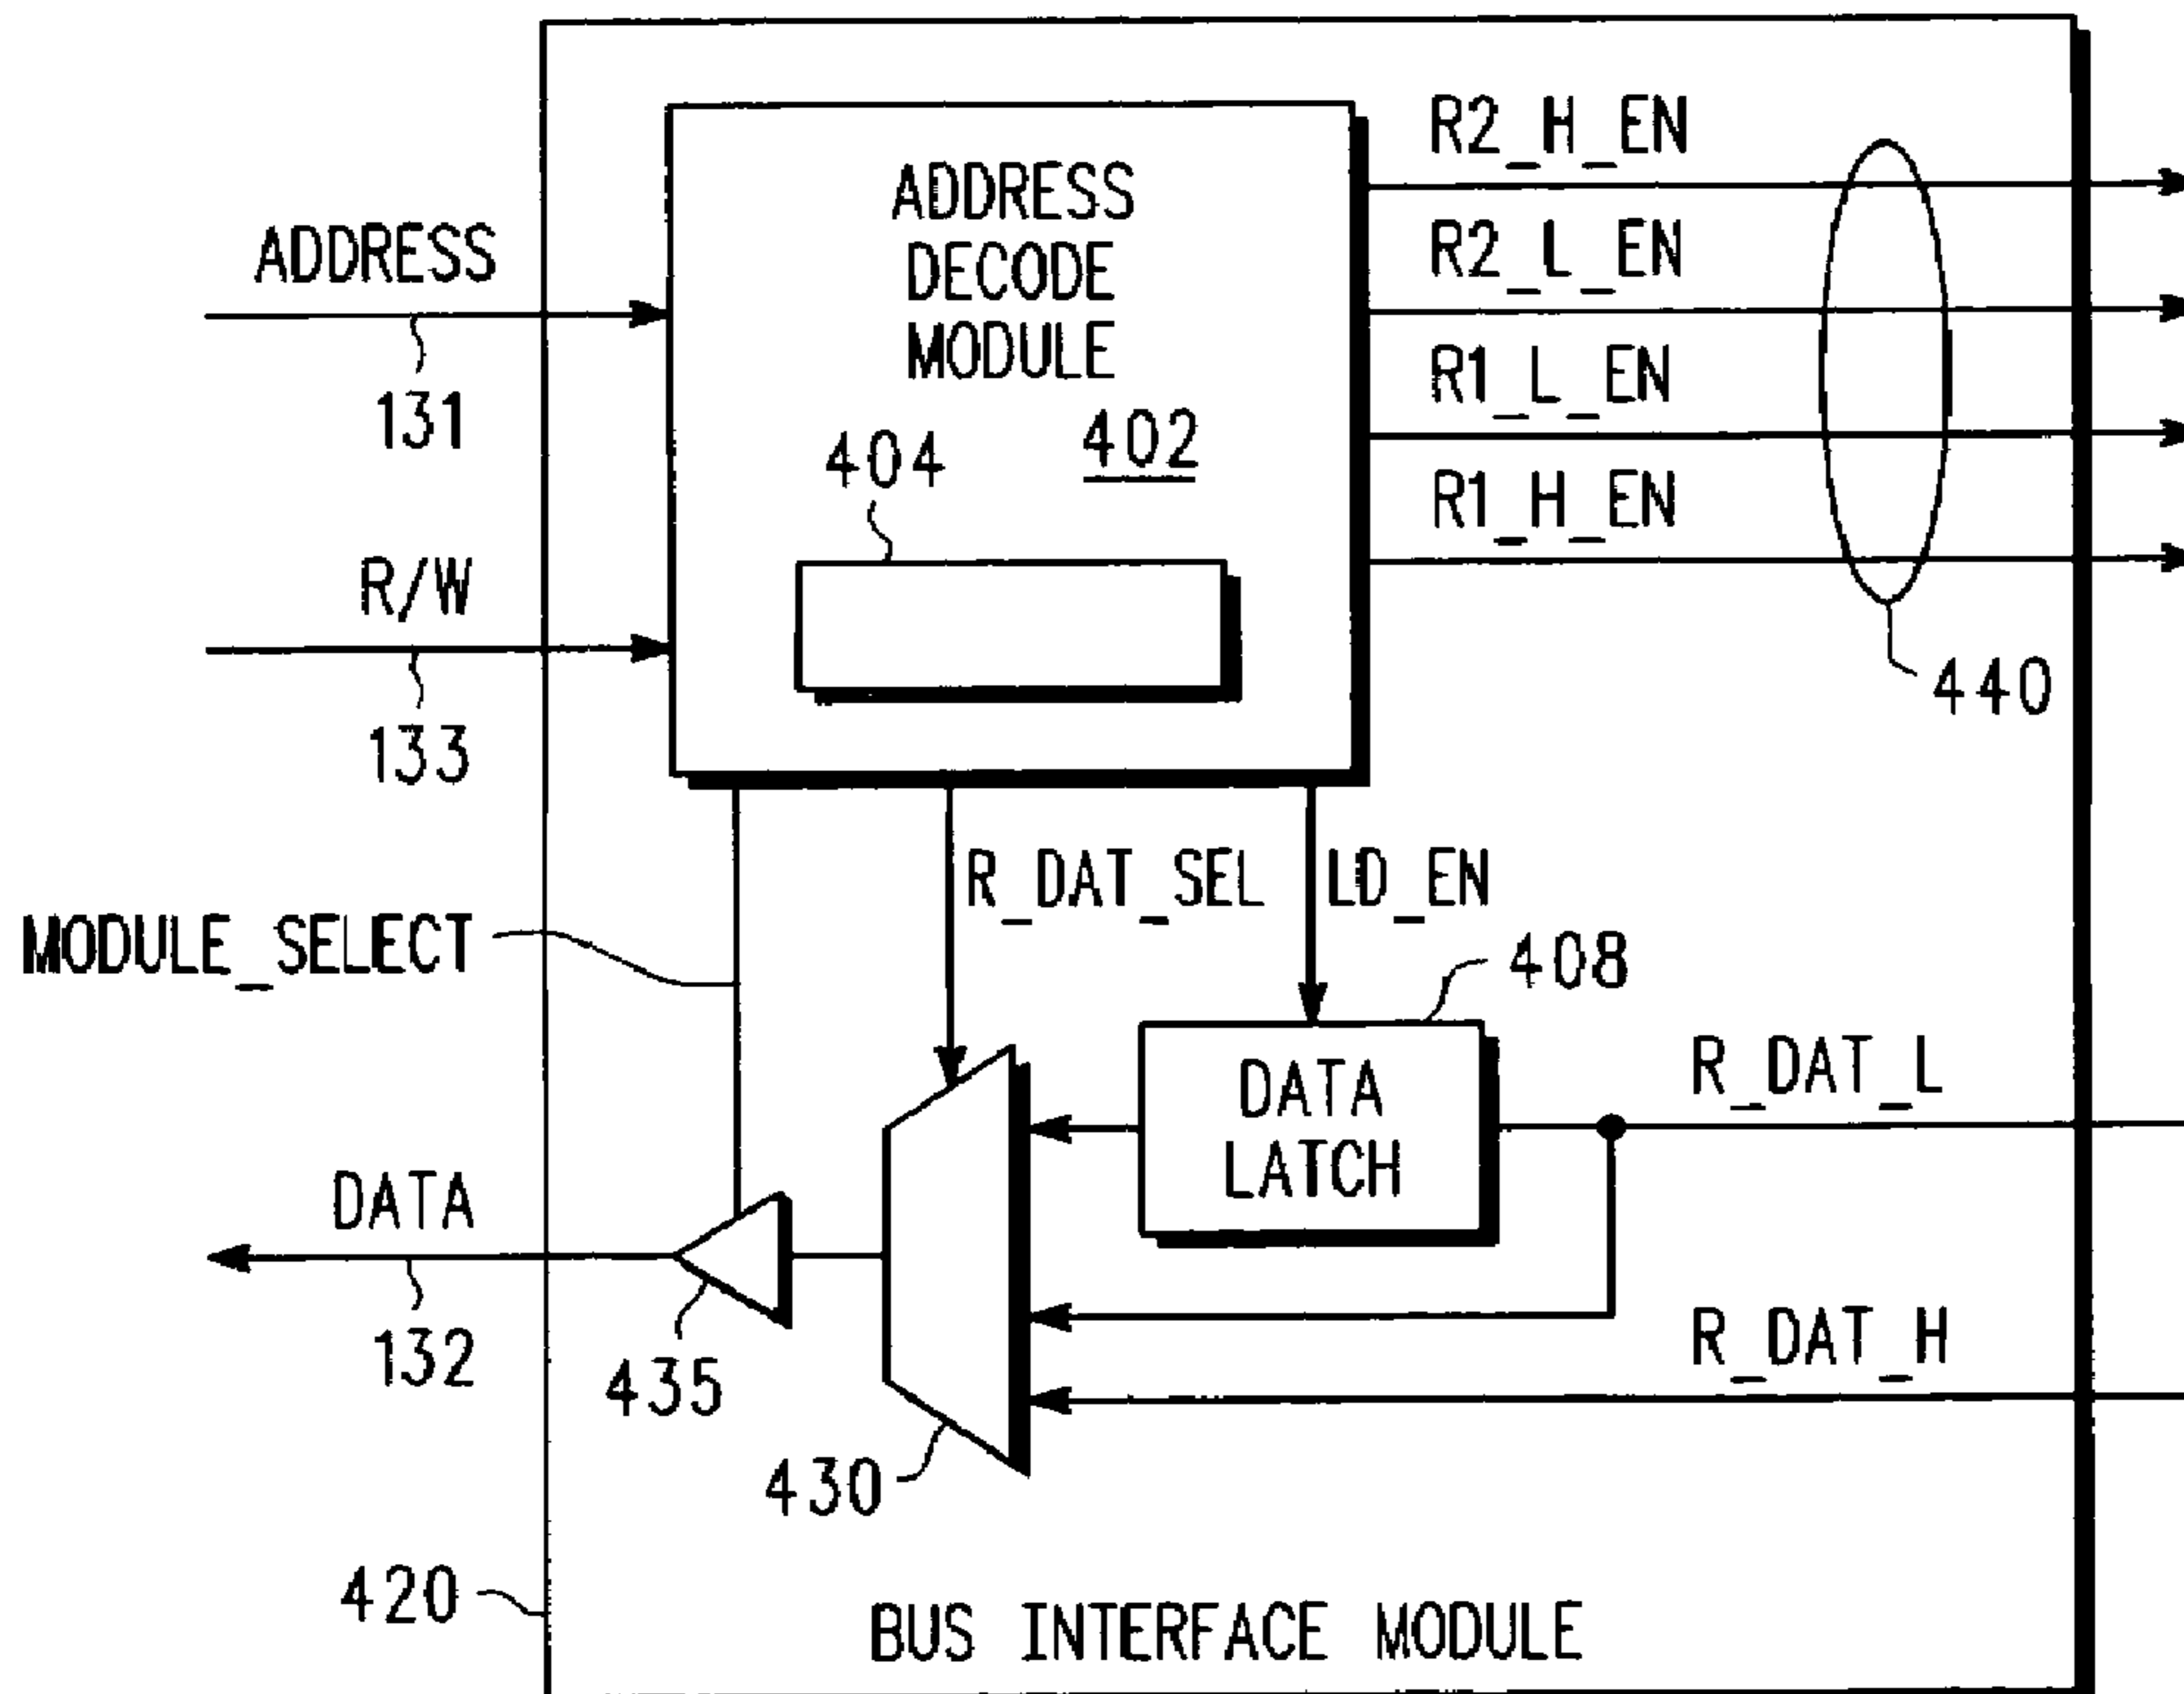 R2_H_EN
ADDRESS
DECODE
MODULE
ADDRESS
R2_L_EN
131
R1_L_EN
404
402
R1_H_EN
R/W
133
440
R_DAT_SEL
LD_EN
MODULE_SELECT
408
DATA
LATCH
R_DAT_L
DATA
132
435
R_DAT_H
430
420
BUS INTERFACE MODULE